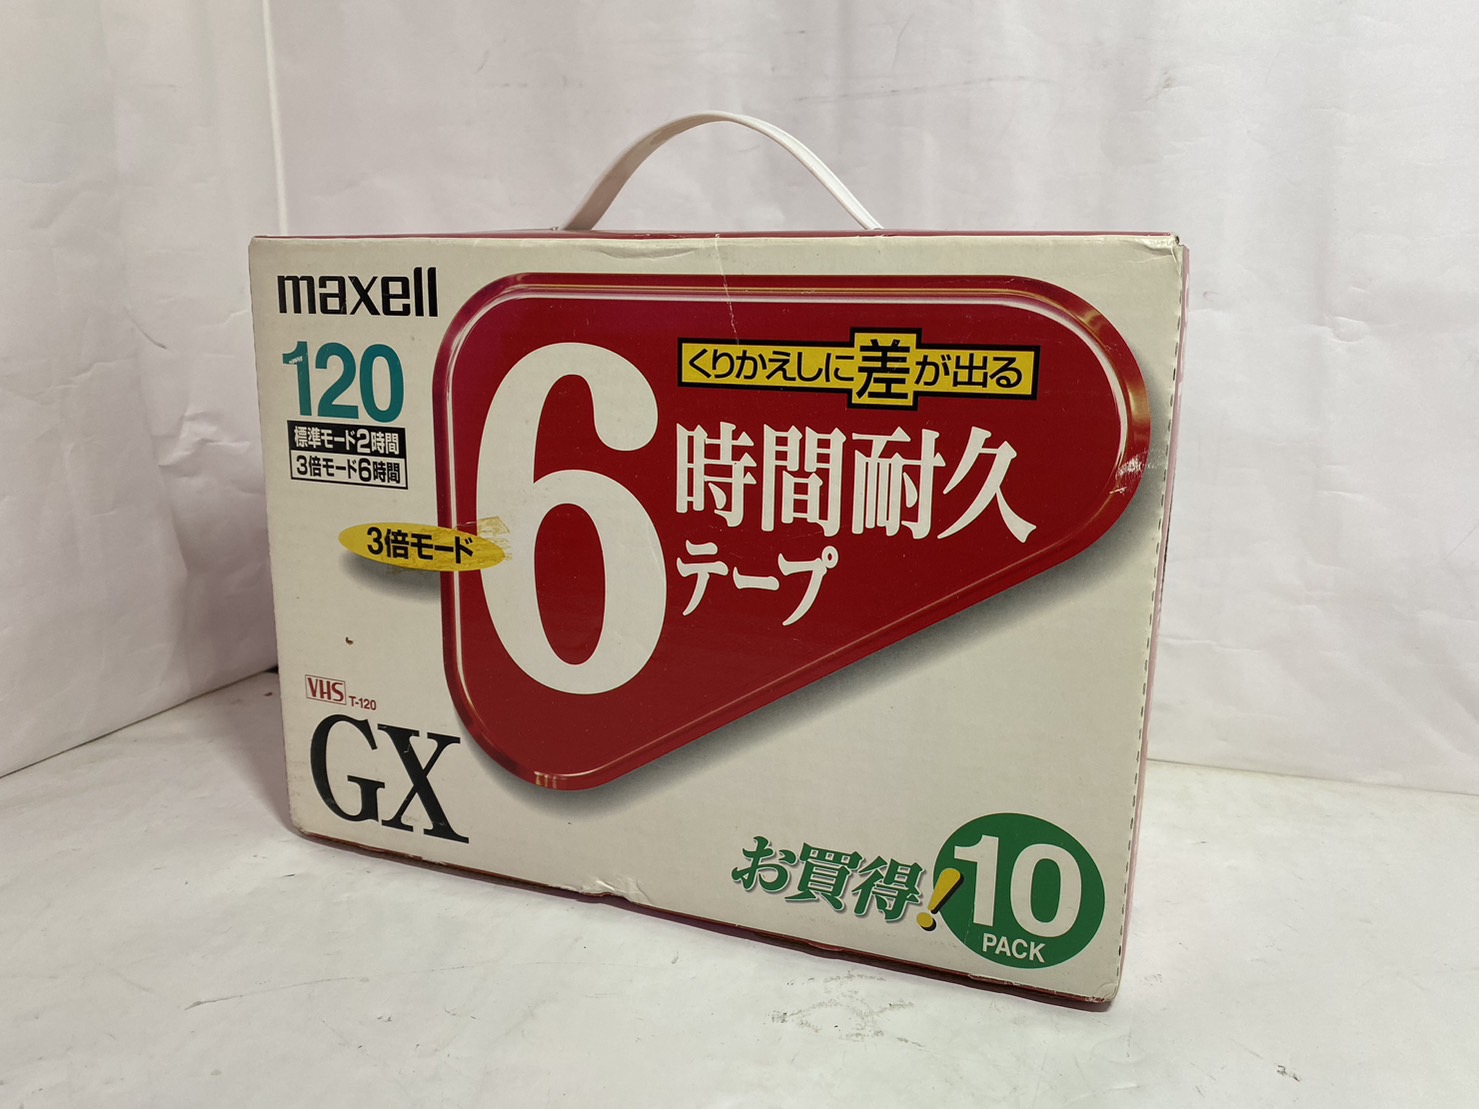 maxell
120
標準モード2時間
3倍モード6時間
3倍モード
くりかえしに差が出る
6時間耐久
テープ
VHS T-120
GX
お買得!
10
PACK